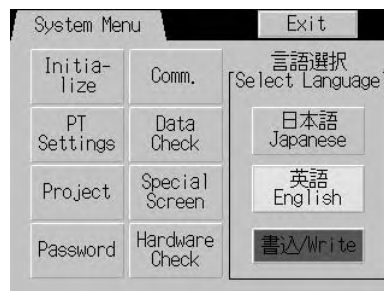 System Menu
Exit
Initia-
lize
Comm.
PT
Settings
Data
Check
Project
Special
Screen
Password
Hardware
Check
言語選択
Select Language
日本語
Japanese
英語
English
書込/Write